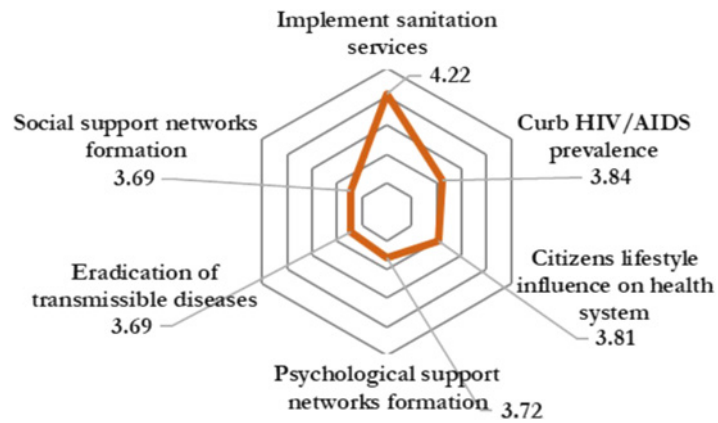 Implement sanitation
services
4.22
Curb HIV/AIDS
prevalence
3.84
Citizens lifestyle
influence on health
system
3.81
Psychological support
networks formation
3.72
Eradication of
transmissible diseases
3.69
Social support networks
formation
3.69